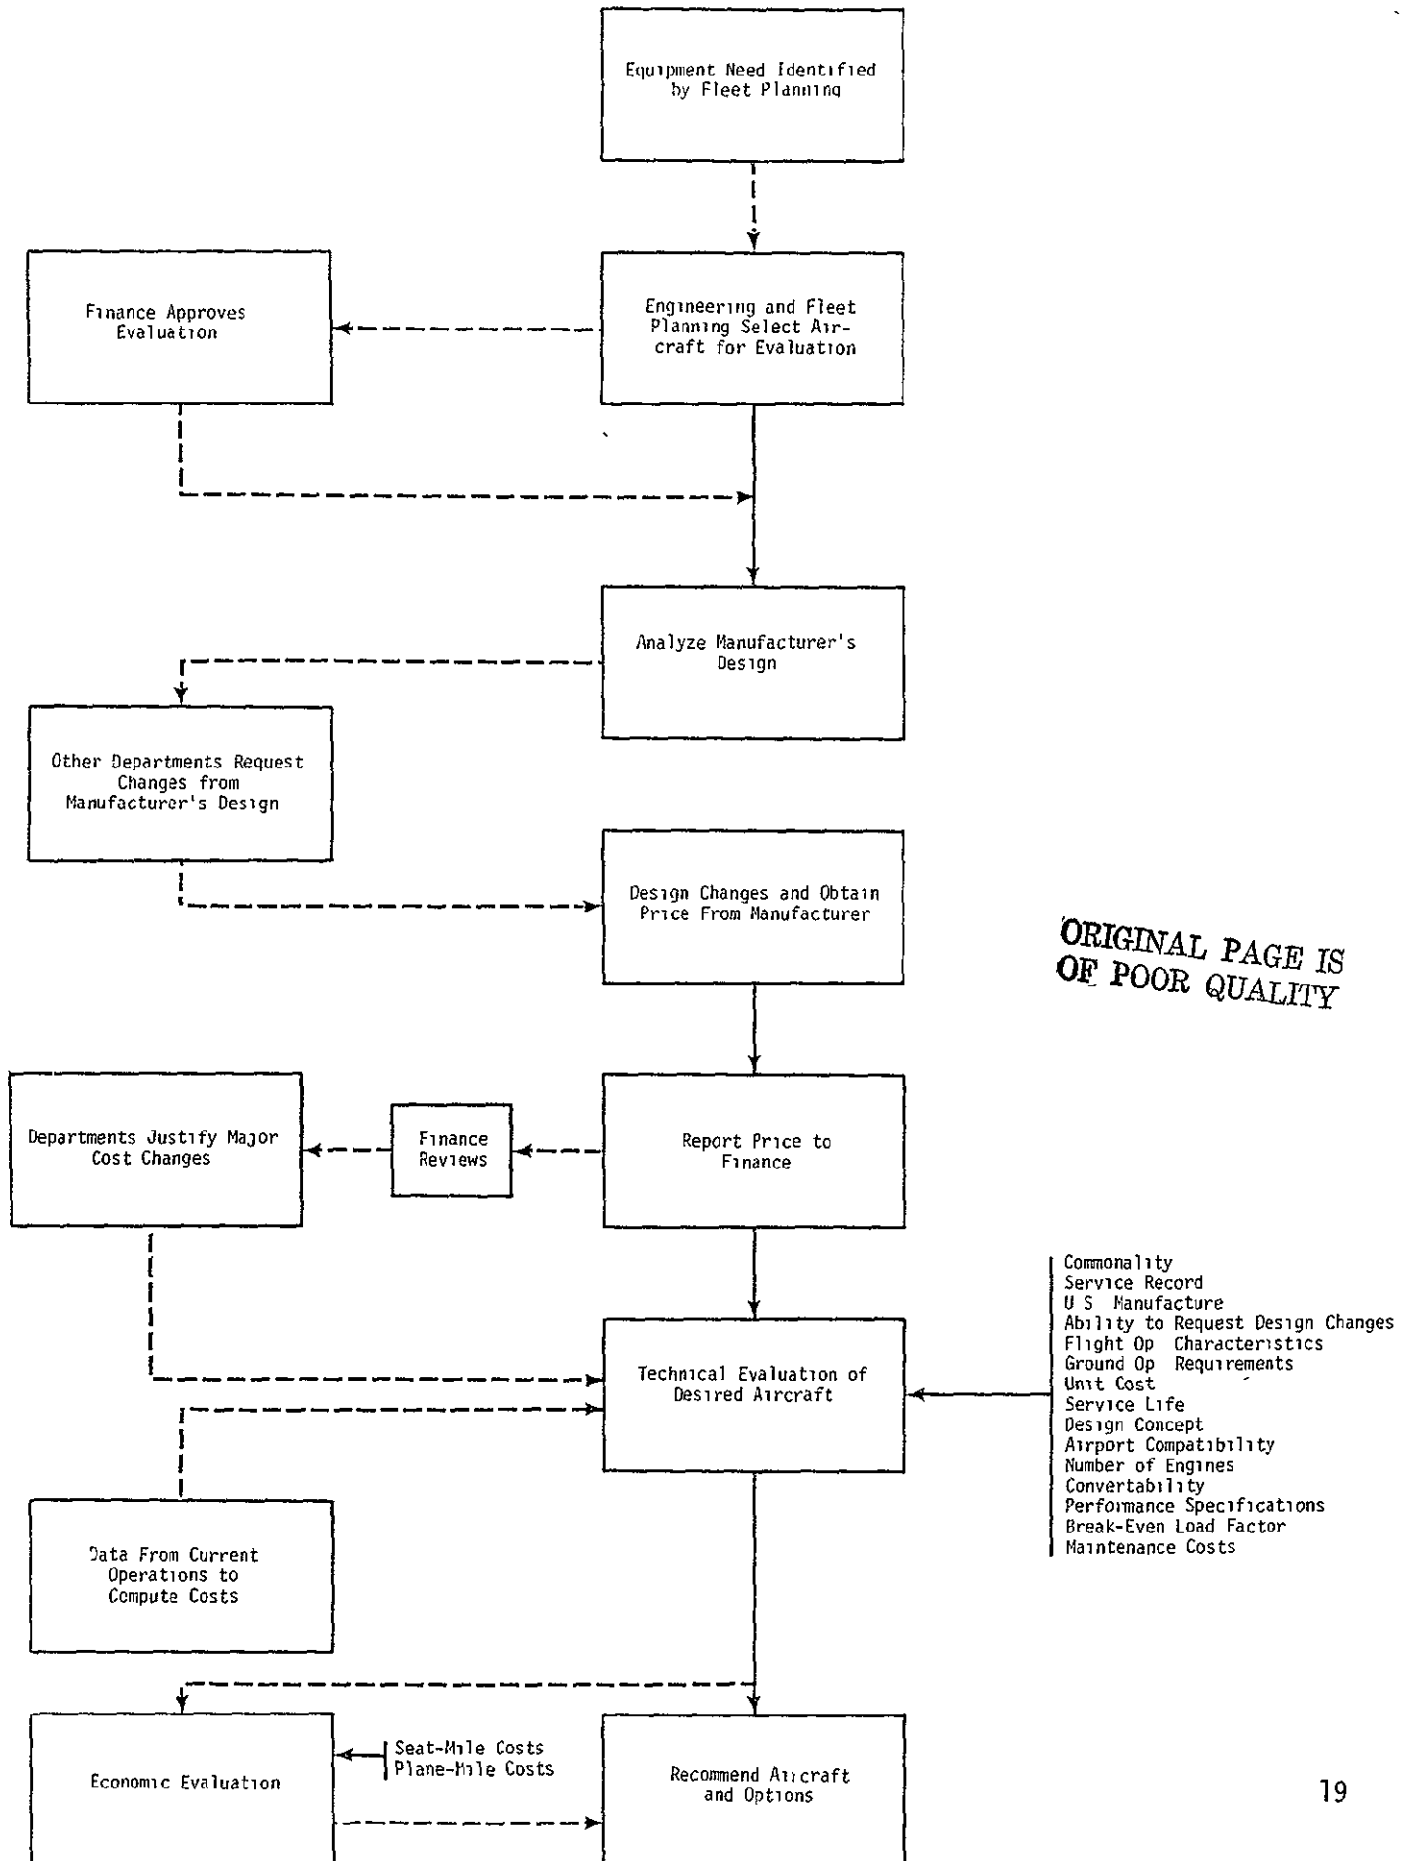 Equipment Need Identified
by Fleet Planning
Finance Approves
Evaluation
Engineering and Fleet
Planning Select Air-
craft for Evaluation
Analyze Manufacturer's
Design
Other Departments Request
Changes from
Manufacturer's Design
Design Changes and Obtain
Price From Manufacturer
ORIGINAL PAGE IS
OF POOR QUALITY
Departments Justify Major
Cost Changes
Finance
Reviews
Report Price to
Finance
Technical Evaluation of
Desired Aircraft
Commonality
Service Record
U S Manufacture
Ability to Request Design Changes
Flight Op Characteristics
Ground Op Requirements
Unit Cost
Service Life
Design Concept
Airport Compatibility
Number of Engines
Convertability
Performance Specifications
Break-Even Load Factor
Maintenance Costs
Data From Current
Operations to
Compute Costs
Economic Evaluation
Seat-Mile Costs
Plane-Mile Costs
Recommend Aircraft
and Options
19